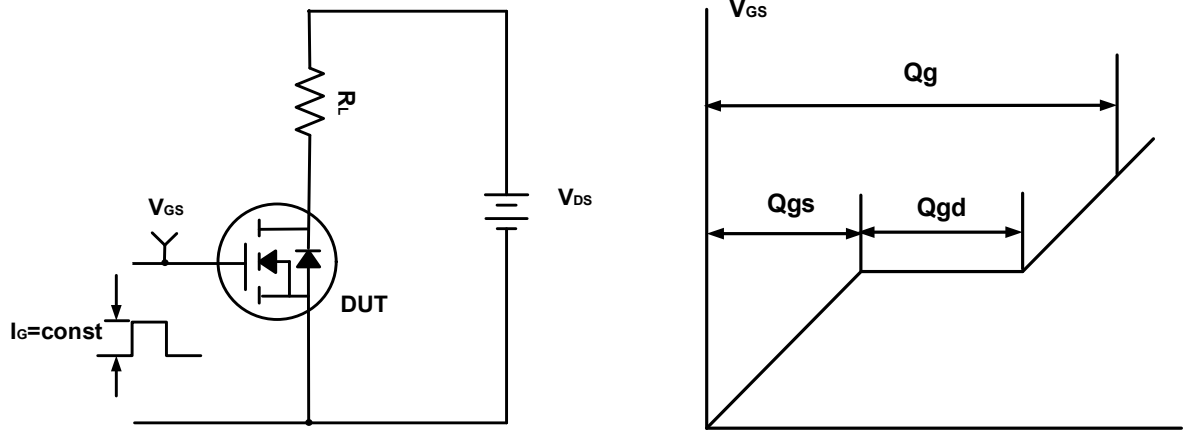 RL
VDS
VGS
DUT
IG=const
VGS
Qg
Qgs
Qgd